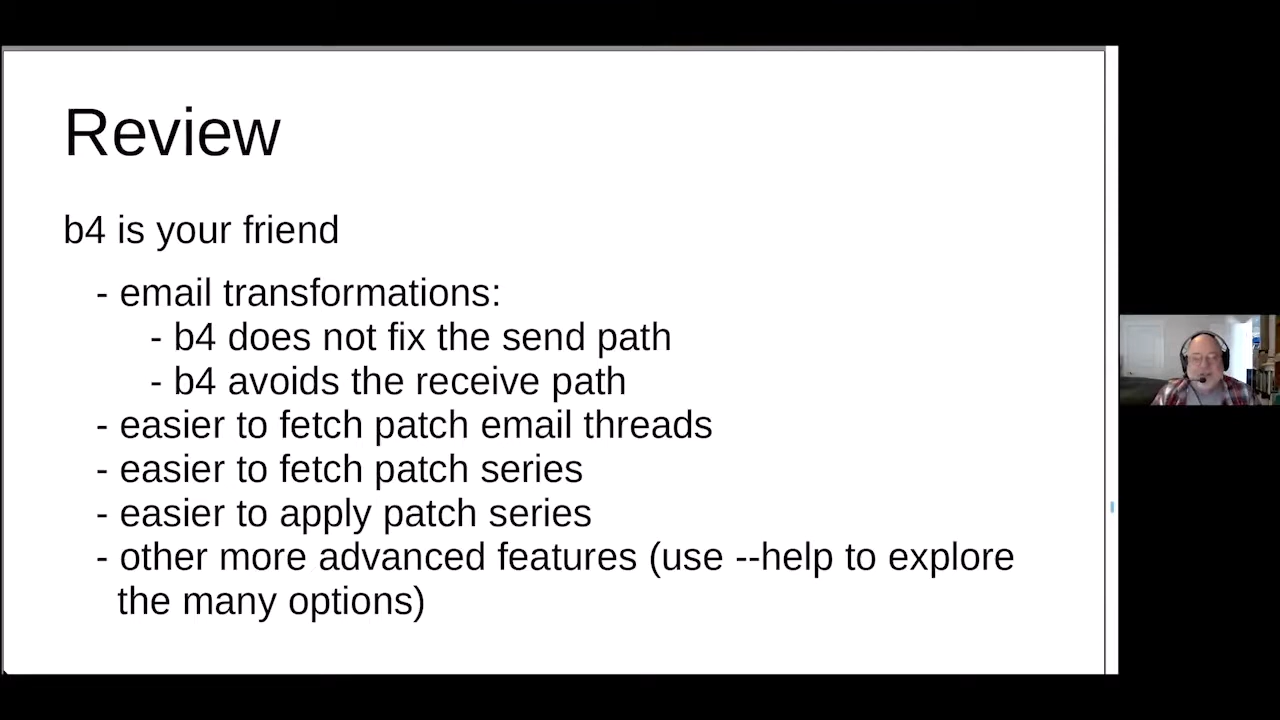 Review
b4 is your friend
- email transformations:
- b4 does not fix the send path
- b4 avoids the receive path
- easier to fetch patch email threads
- easier to fetch patch series
- easier to apply patch series
- other more advanced features (use --help to explore
the many options)